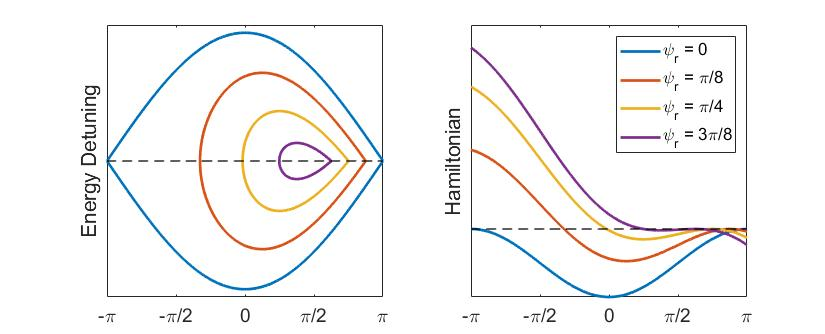 Energy Detuning
-π
-π/2
0
π/2
π
Hamiltonian
ψr = 0
ψr = π/8
ψr = π/4
ψr = 3π/8
-π
-π/2
0
π/2
π